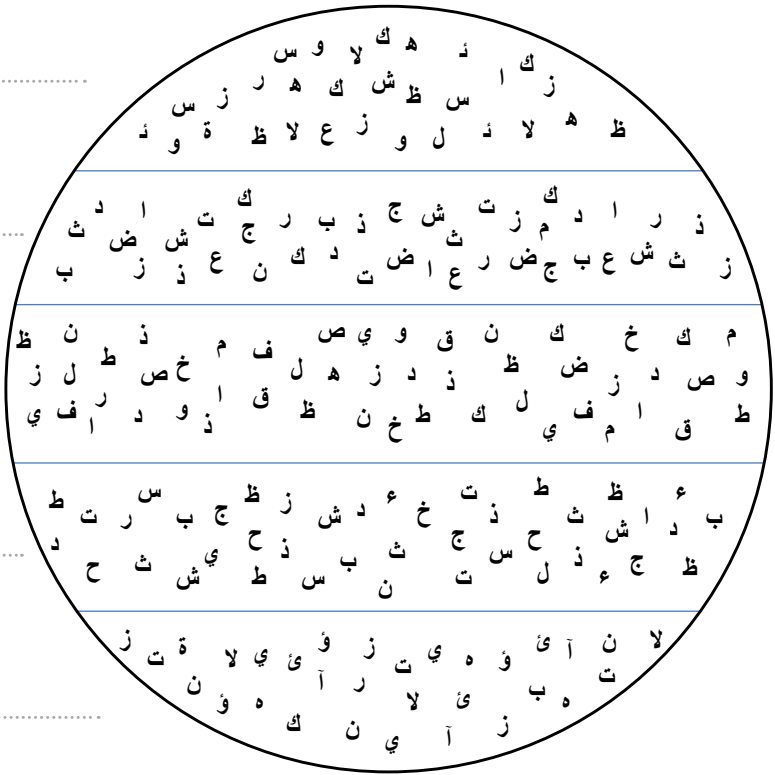 ز ك ا ئ ه ك لا و س
س ظ ش ك ه ر ز س
ظ ه لا ئ ل و ز ع لا ظ ة و ئ
ذ ر ا د ك م ز ت ث ش ج ذ ب ر ك ج ت ش ا ض د ث
ز ث ش ع ب ج ض ر ع ا ض ت د ك ن ع ذ ز ب
م ك خ ك ن ق و ي ص ف م ذ ن ظ
و ص د ز ض ظ ذ د ز ه ل خ ص ط ل ز
ط ق ا م ف ي ل ك ط خ ن ظ ق ا ذ و د ر ا ف ي
ب ء ظ ط ت خ ء د ش ز ظ ج ب ر س ت ط
د ا ش ث ذ
ظ ج ء ذ ل ح س ج ت ث ن ب س ذ ح ط ي ش ث ح د
لا ن آ ئ ؤ ه ي ت ز ؤ ئ ي لا ة ت ز
ت ه ب ئ لا ر آ ه ؤ ن
ز آ ي ن ك